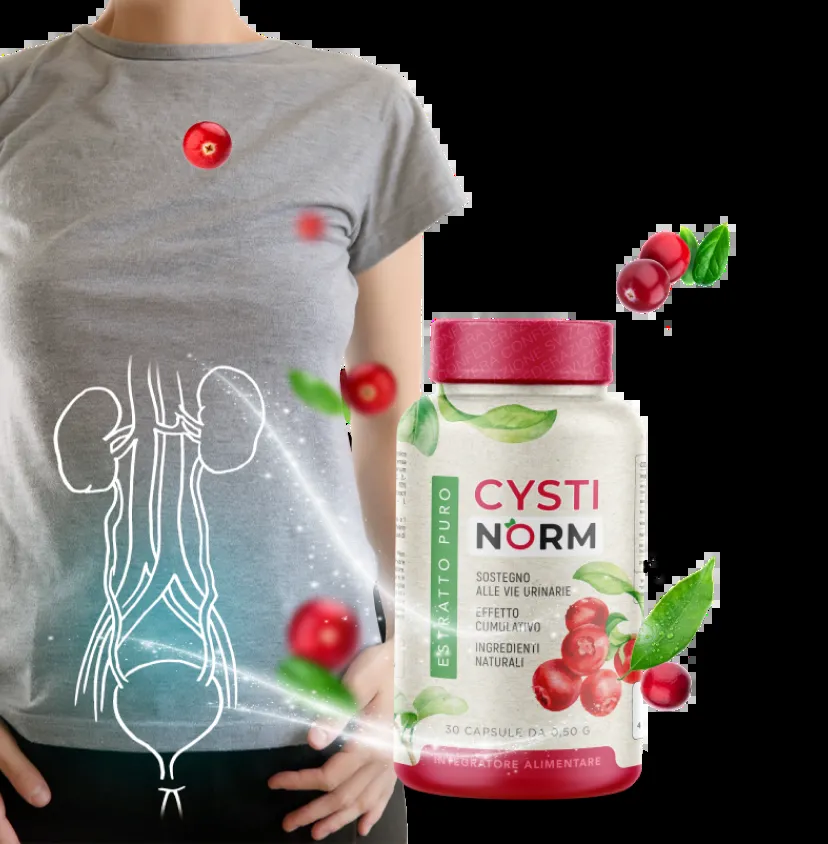 CYSTI
NORM
ESTRATTO PURO
SOSTEGNO
ALLE VIE URINARIE
EFFETTO
CUMULATIVO
INGREDIENTI
NATURALI
30 CAPSULE DA 0,50 G
INTEGRATORE ALIMENTARE